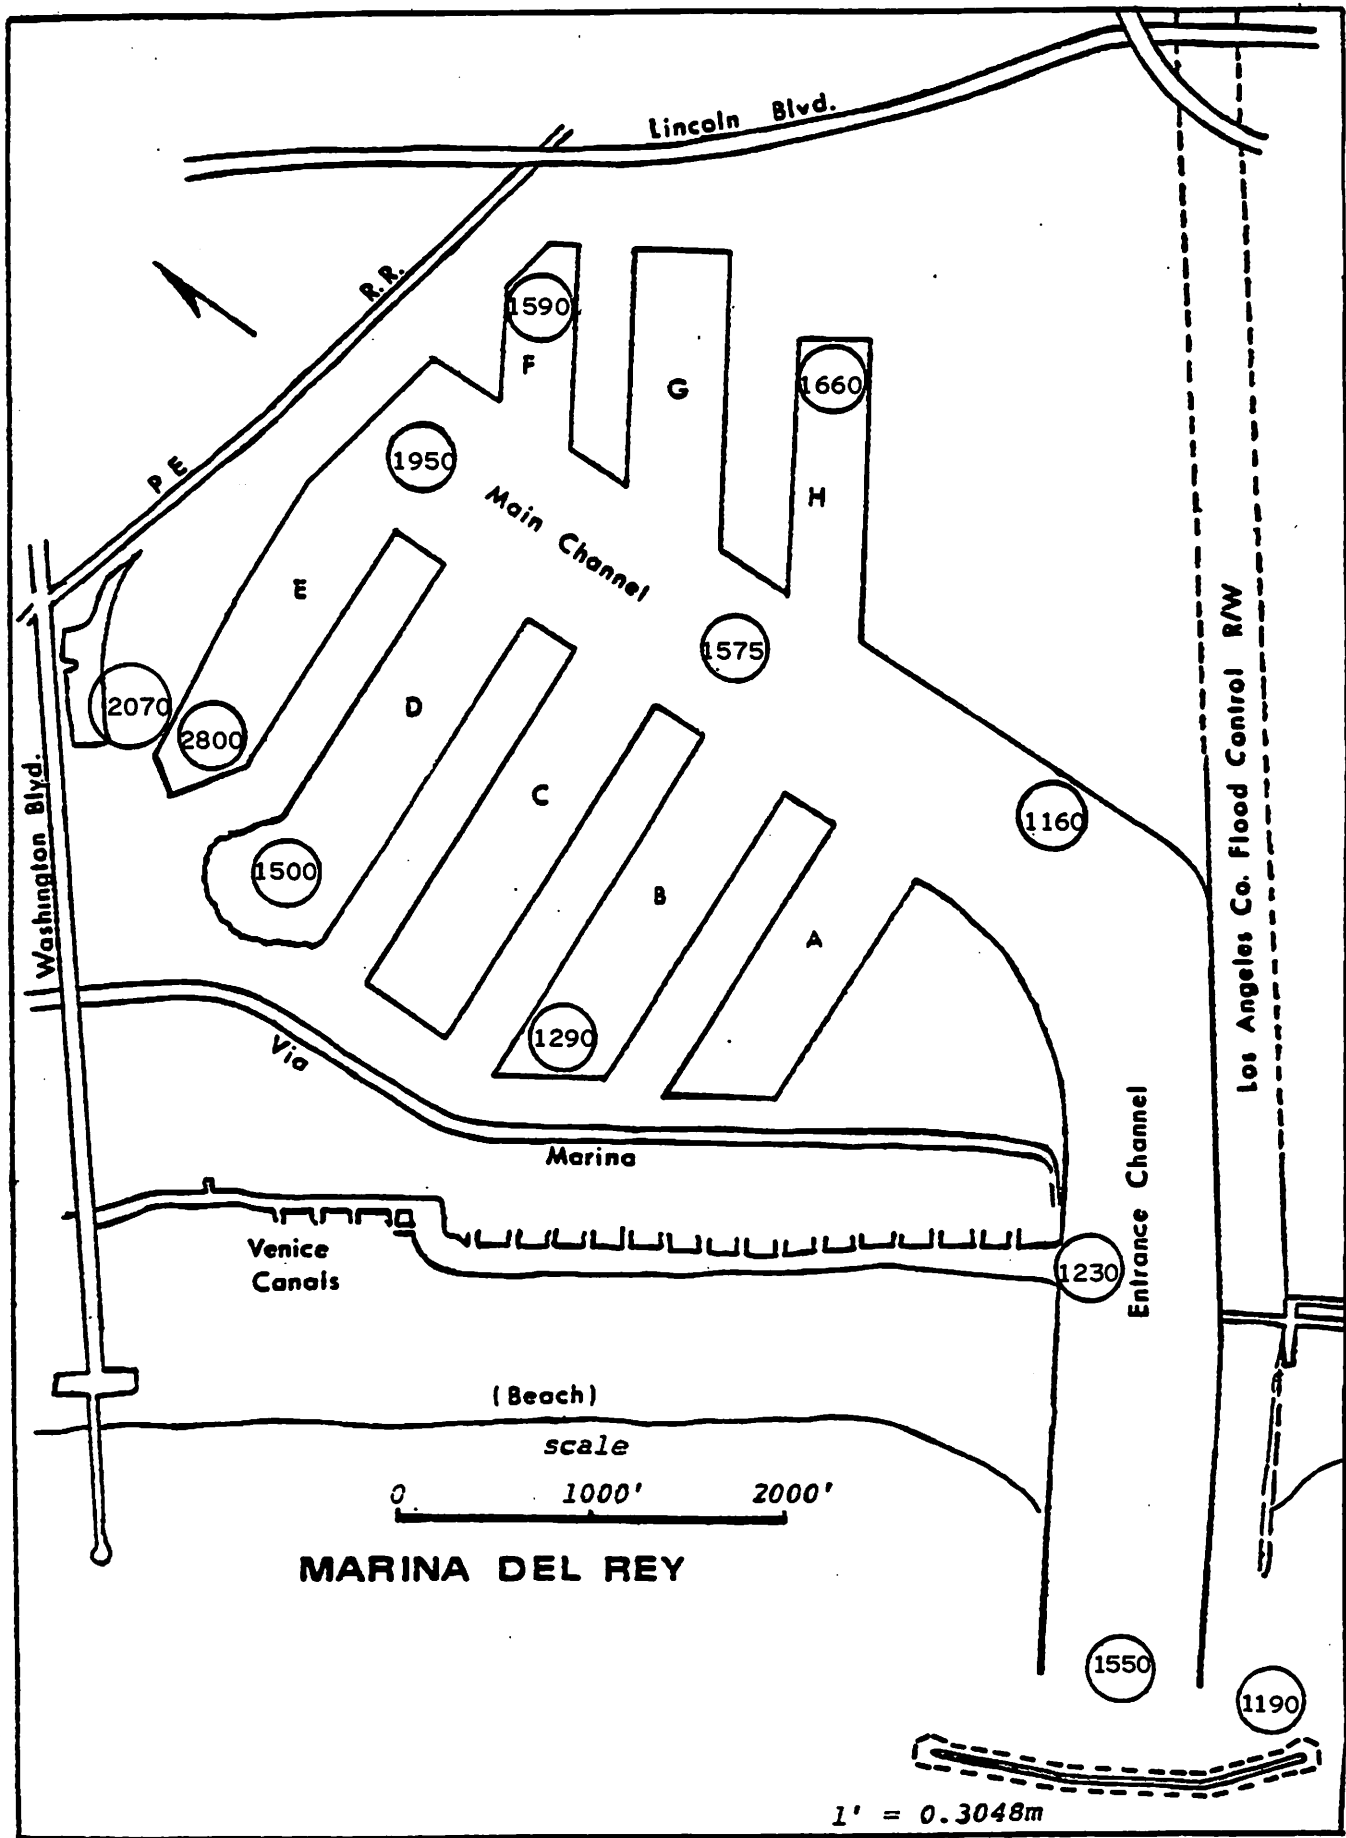 Lincoln Blvd.
P E R.R.
1590
F
G
1660
1950
H
Main Channel
E
1575
2070
2800
D
C
1160
Washington Blvd.
1500
B
A
Los Angeles Co. Flood Control R/W
1290
Via
Marina
Entrance Channel
Venice
Canals
1230
(Beach)
scale
0 1000' 2000'
MARINA DEL REY
1550
1190
1' = 0.3048m